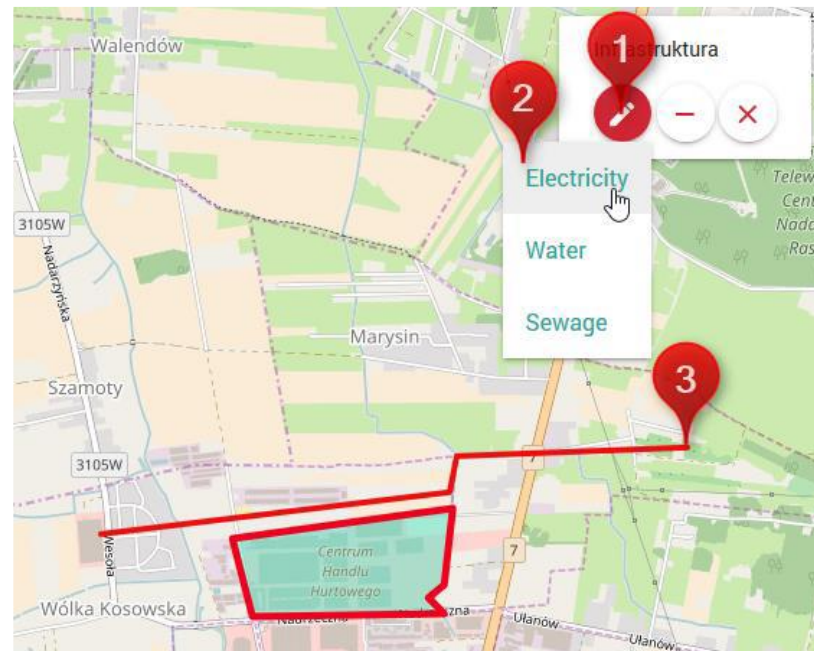 Walendów
Infrastruktura
1
2
Electricity
Water
Sewage
3105W
Nadarzyńska
Marysin
Szamoty
3
3105W
7
7
Wesoła
Centrum
Handlu
Hurtowego
Wólka Kosowska
Nadrzeczna
Ułanów
Ułanów